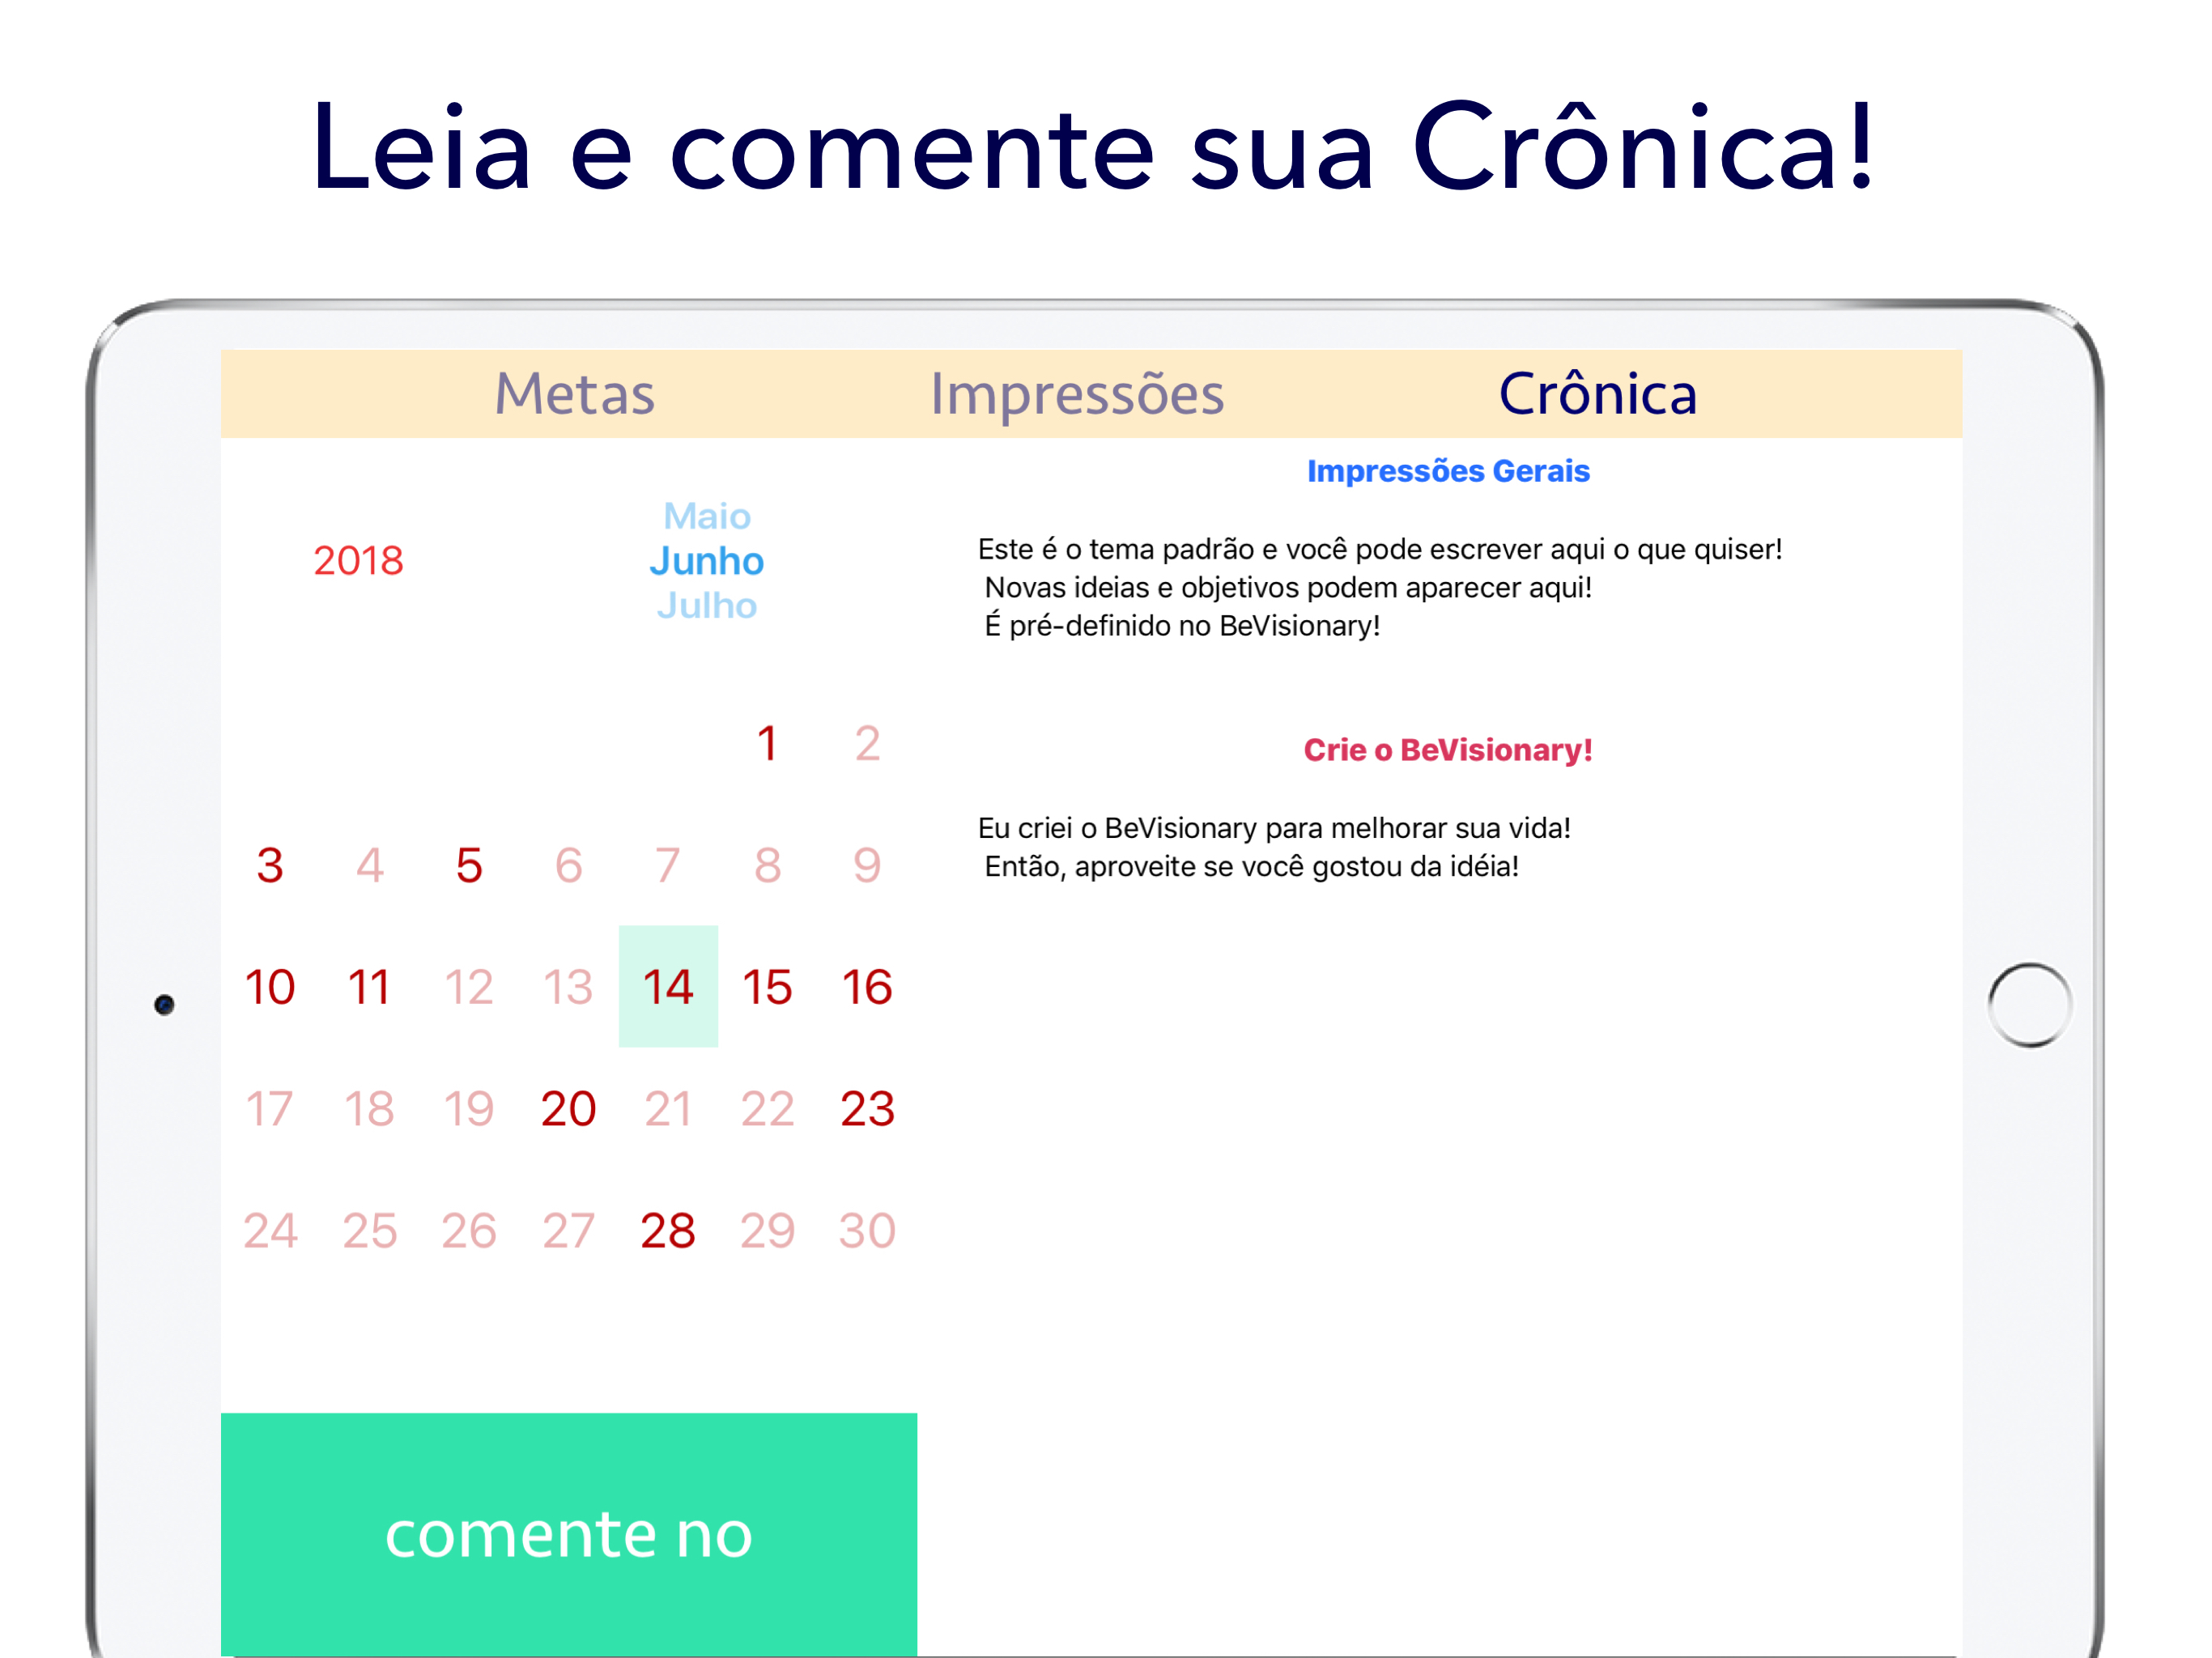 Leia e comente sua Crônica!
Metas Impressões Crônica
2018
Maio
Junho
Julho
1 2
3 4 5 6 7 8 9
10 11 12 13 14 15 16
17 18 19 20 21 22 23
24 25 26 27 28 29 30
comente no
Impressões Gerais
Este é o tema padrão e você pode escrever aqui o que quiser!
Novas ideias e objetivos podem aparecer aqui!
É pré-definido no BeVisionary!
Crie o BeVisionary!
Eu criei o BeVisionary para melhorar sua vida!
Então, aproveite se você gostou da idéia!